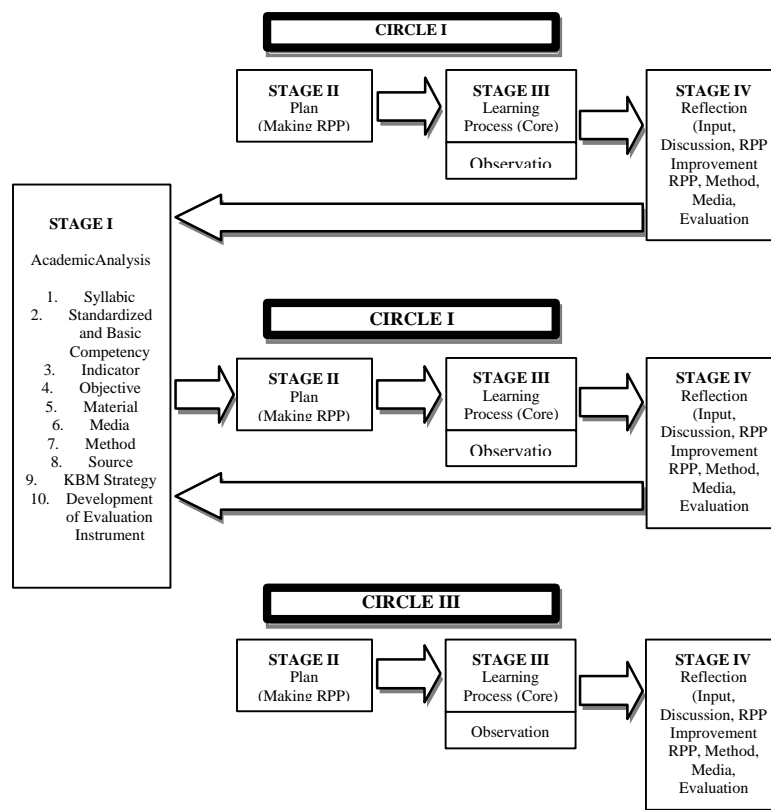 CIRCLE I
STAGE II
Plan
(Making RPP)
STAGE III
Learning
Process (Core)
Observatio
STAGE IV
Reflection
(Input,
Discussion, RPP
Improvement
RPP, Method,
Media,
Evaluation
STAGE I
AcademicAnalysis
1. Syllabic
2. Standardized
and Basic
Competency
3. Indicator
4. Objective
5. Material
6. Media
7. Method
8. Source
9. KBM Strategy
10. Development
of Evaluation
Instrument
CIRCLE I
STAGE II
Plan
(Making RPP)
STAGE III
Learning
Process (Core)
Observatio
STAGE IV
Reflection
(Input,
Discussion, RPP
Improvement
RPP, Method,
Media,
Evaluation
CIRCLE III
STAGE II
Plan
(Making RPP)
STAGE III
Learning
Process (Core)
Observation
STAGE IV
Reflection
(Input,
Discussion, RPP
Improvement
RPP, Method,
Media,
Evaluation